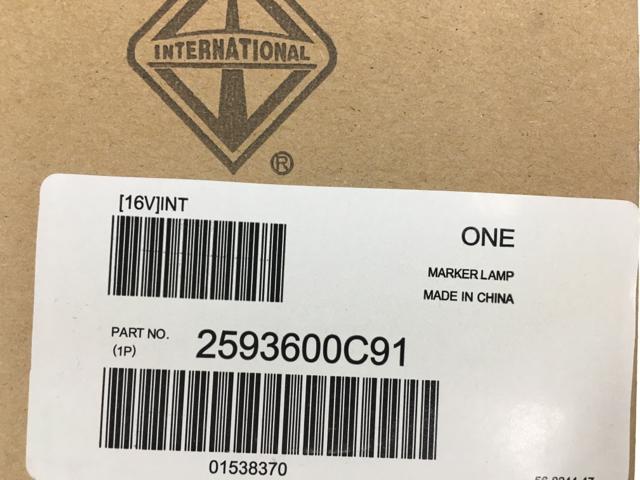 INTERNATIONAL
®
[16V]INT
ONE
MARKER LAMP
MADE IN CHINA
PART NO.
(1P)
2593600C91
01538370